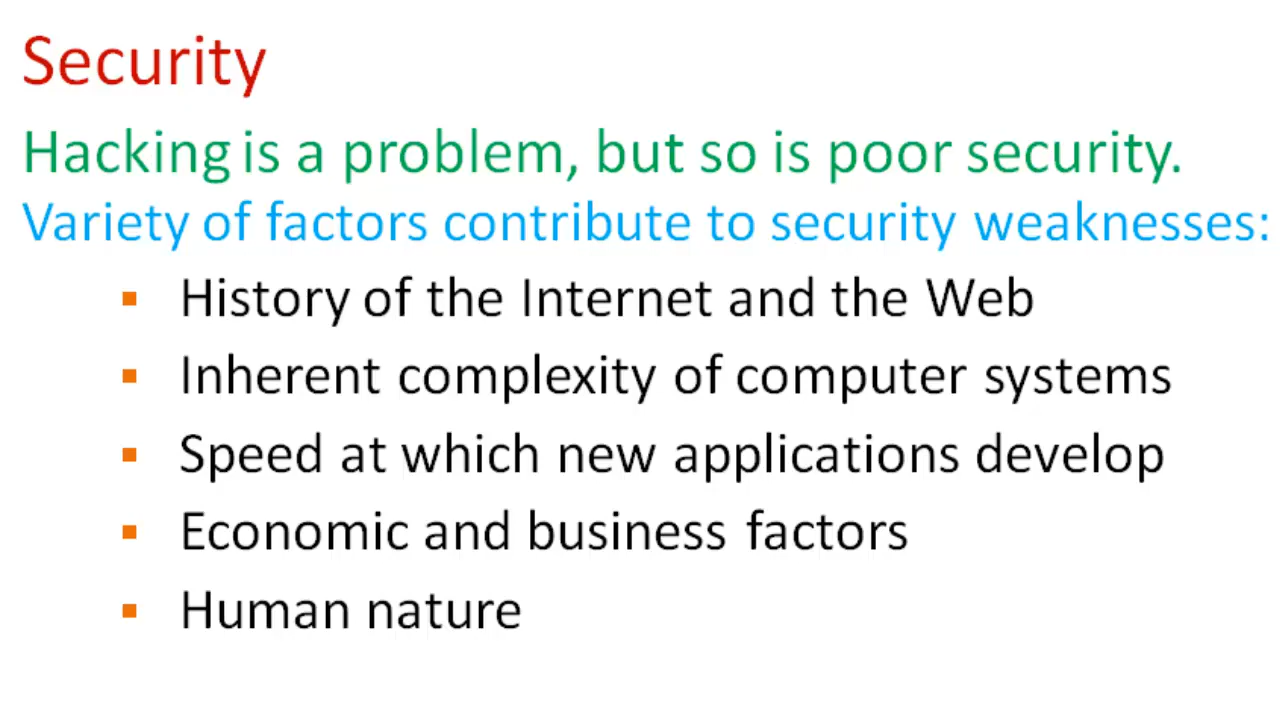 Security
Hacking is a problem, but so is poor security.
Variety of factors contribute to security weaknesses:
▪ History of the Internet and the Web
▪ Inherent complexity of computer systems
▪ Speed at which new applications develop
▪ Economic and business factors
▪ Human nature